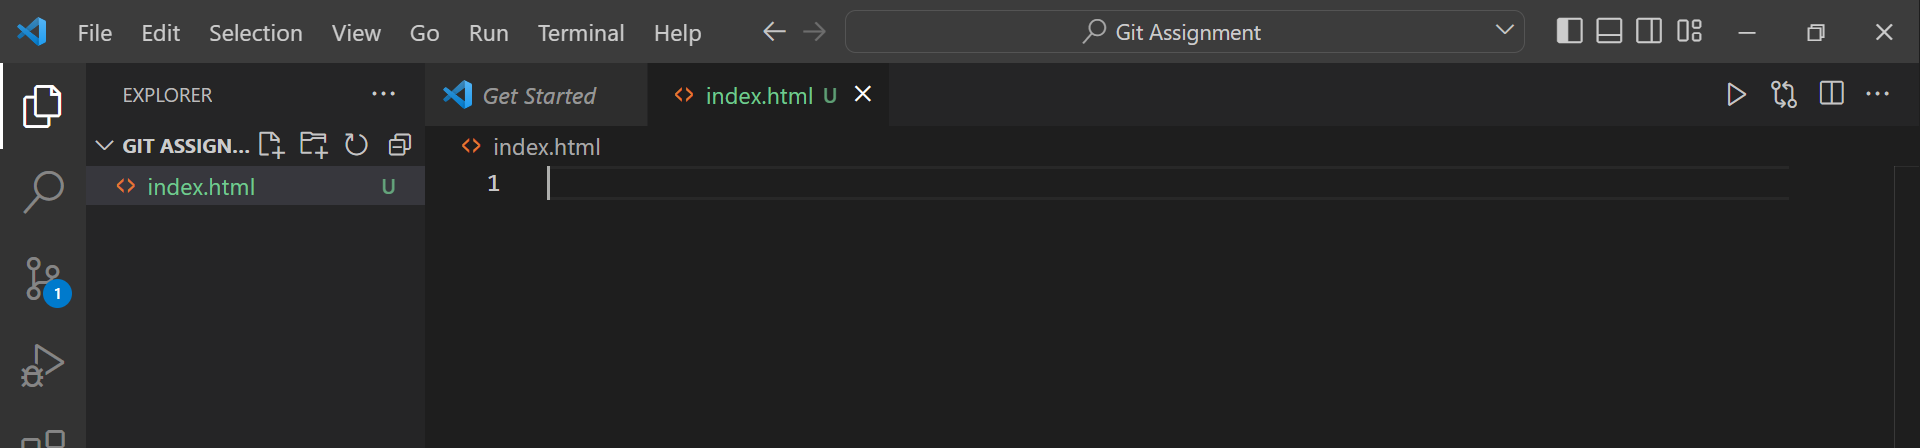 File Edit Selection View Go Run Terminal Help Git Assignment
EXPLORER ···
Get Started
index.html U
GIT ASSIGN...
index.html
index.html U
1
1